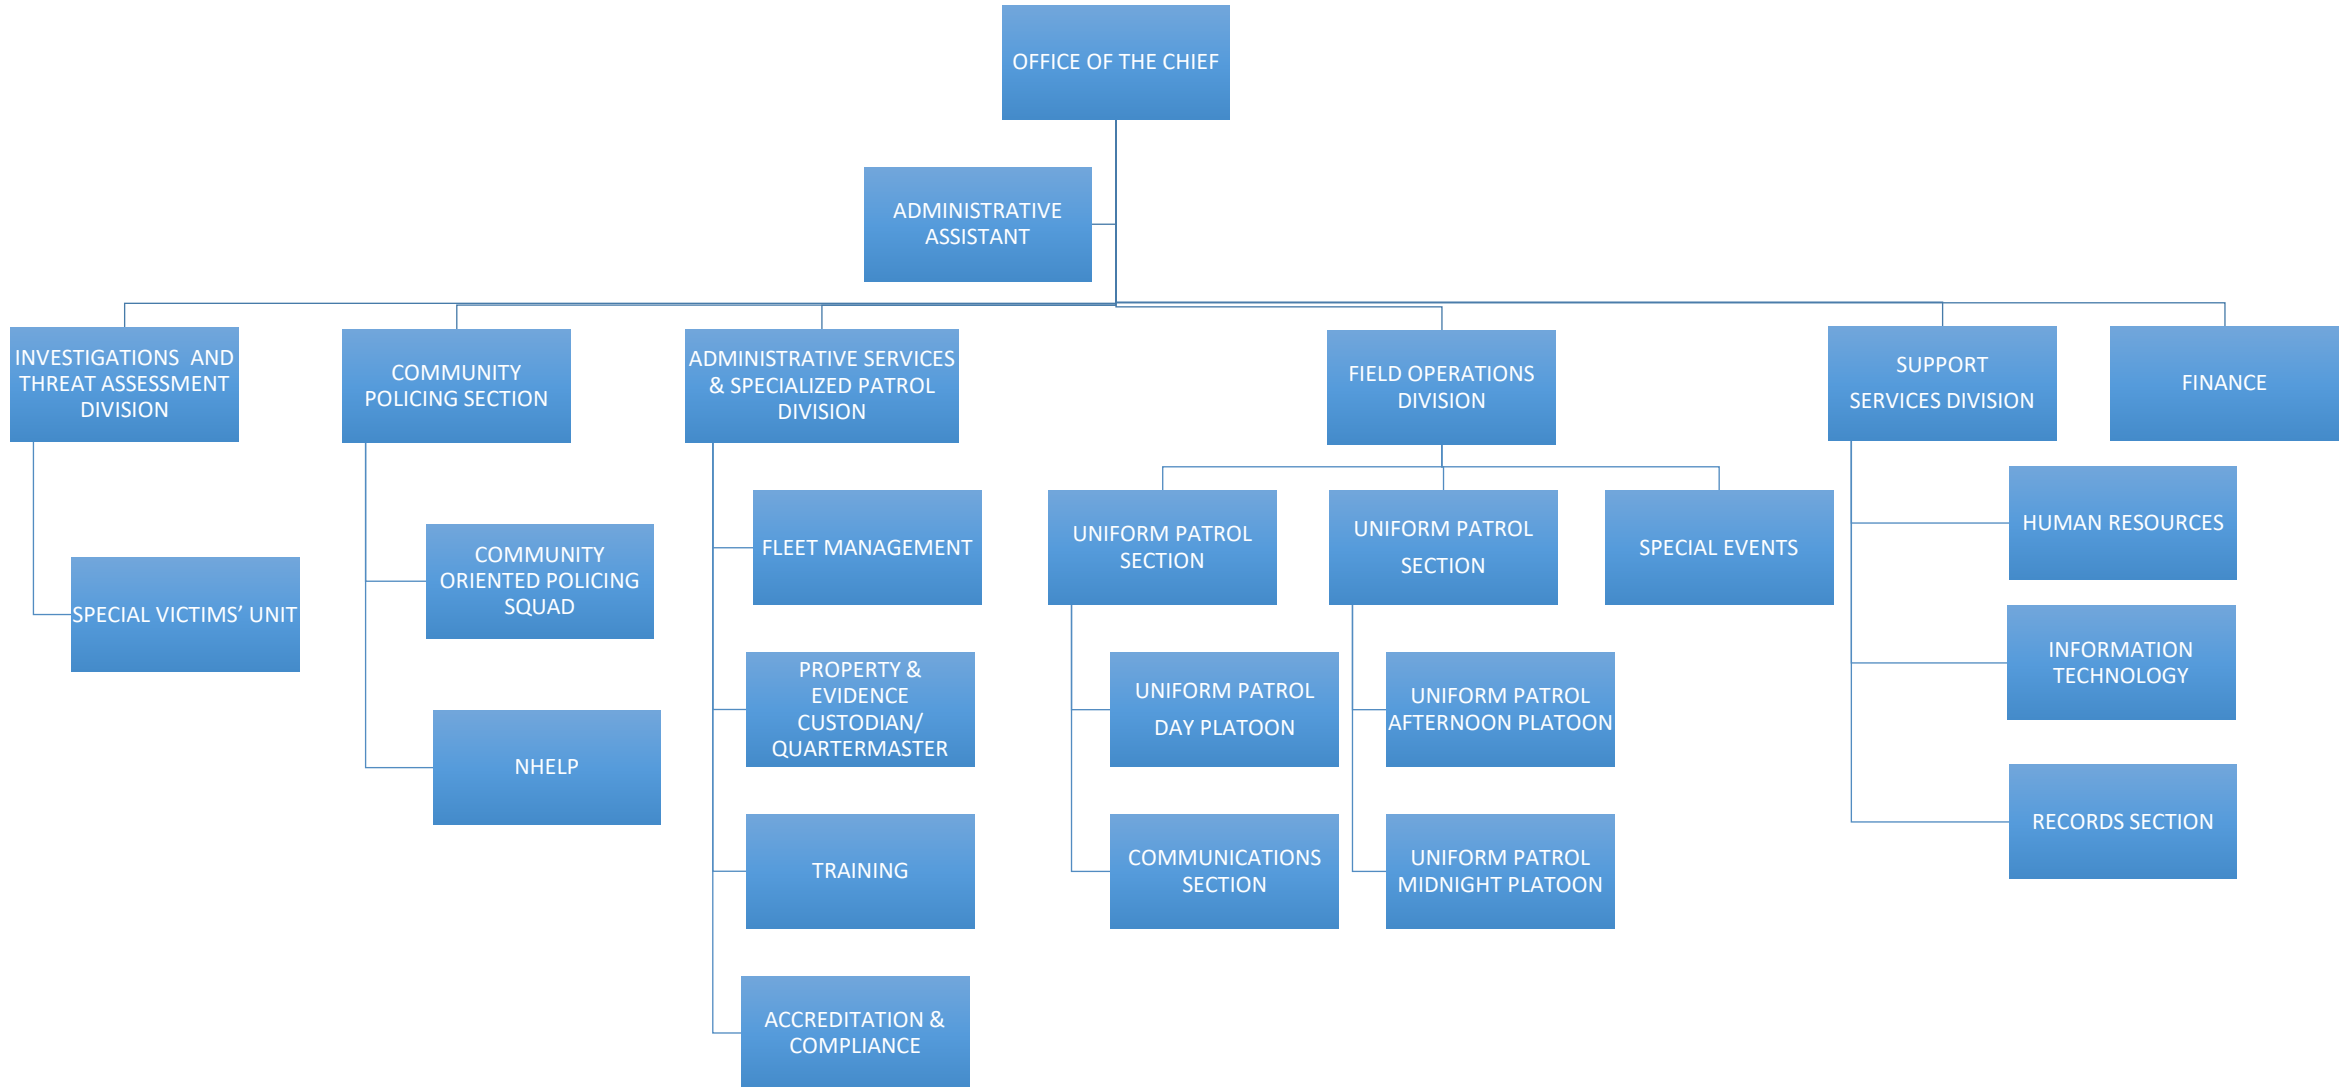 OFFICE OF THE CHIEF
ADMINISTRATIVE
ASSISTANT
INVESTIGATIONS AND
THREAT ASSESSMENT
DIVISION
COMMUNITY
POLICING SECTION
ADMINISTRATIVE SERVICES
& SPECIALIZED PATROL
DIVISION
FIELD OPERATIONS
DIVISION
SUPPORT
SERVICES DIVISION
FINANCE
SPECIAL VICTIMS’ UNIT
COMMUNITY
ORIENTED POLICING
SQUAD
NHELP
FLEET MANAGEMENT
PROPERTY &
EVIDENCE
CUSTODIAN/
QUARTERMASTER
TRAINING
ACCREDITATION &
COMPLIANCE
UNIFORM PATROL
SECTION
UNIFORM PATROL
DAY PLATOON
COMMUNICATIONS
SECTION
UNIFORM PATROL
SECTION
UNIFORM PATROL
AFTERNOON PLATOON
UNIFORM PATROL
MIDNIGHT PLATOON
SPECIAL EVENTS
HUMAN RESOURCES
INFORMATION
TECHNOLOGY
RECORDS SECTION